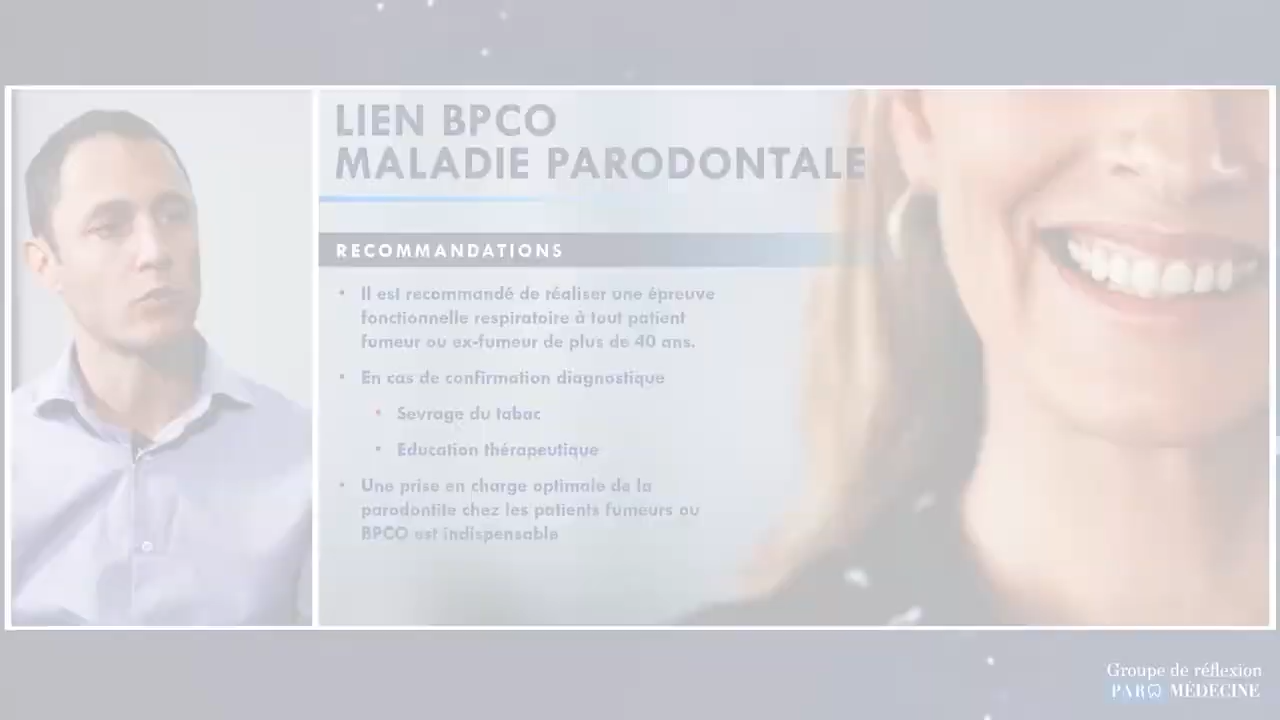 LIEN BPCO
MALADIE PARODONTALE
RECOMMANDATIONS
• Il est recommandé de réaliser une épreuve
fonctionnelle respiratoire à tout patient
fumeur ou ex-fumeur de plus de 40 ans.
• En cas de confirmation diagnostique
• Sevrage du tabac
• Education thérapeutique
• Une prise en charge optimale de la
parodontite chez les patients fumeurs ou
BPCO est indispensable
Groupe de réflexion
PARO MÉDECINE